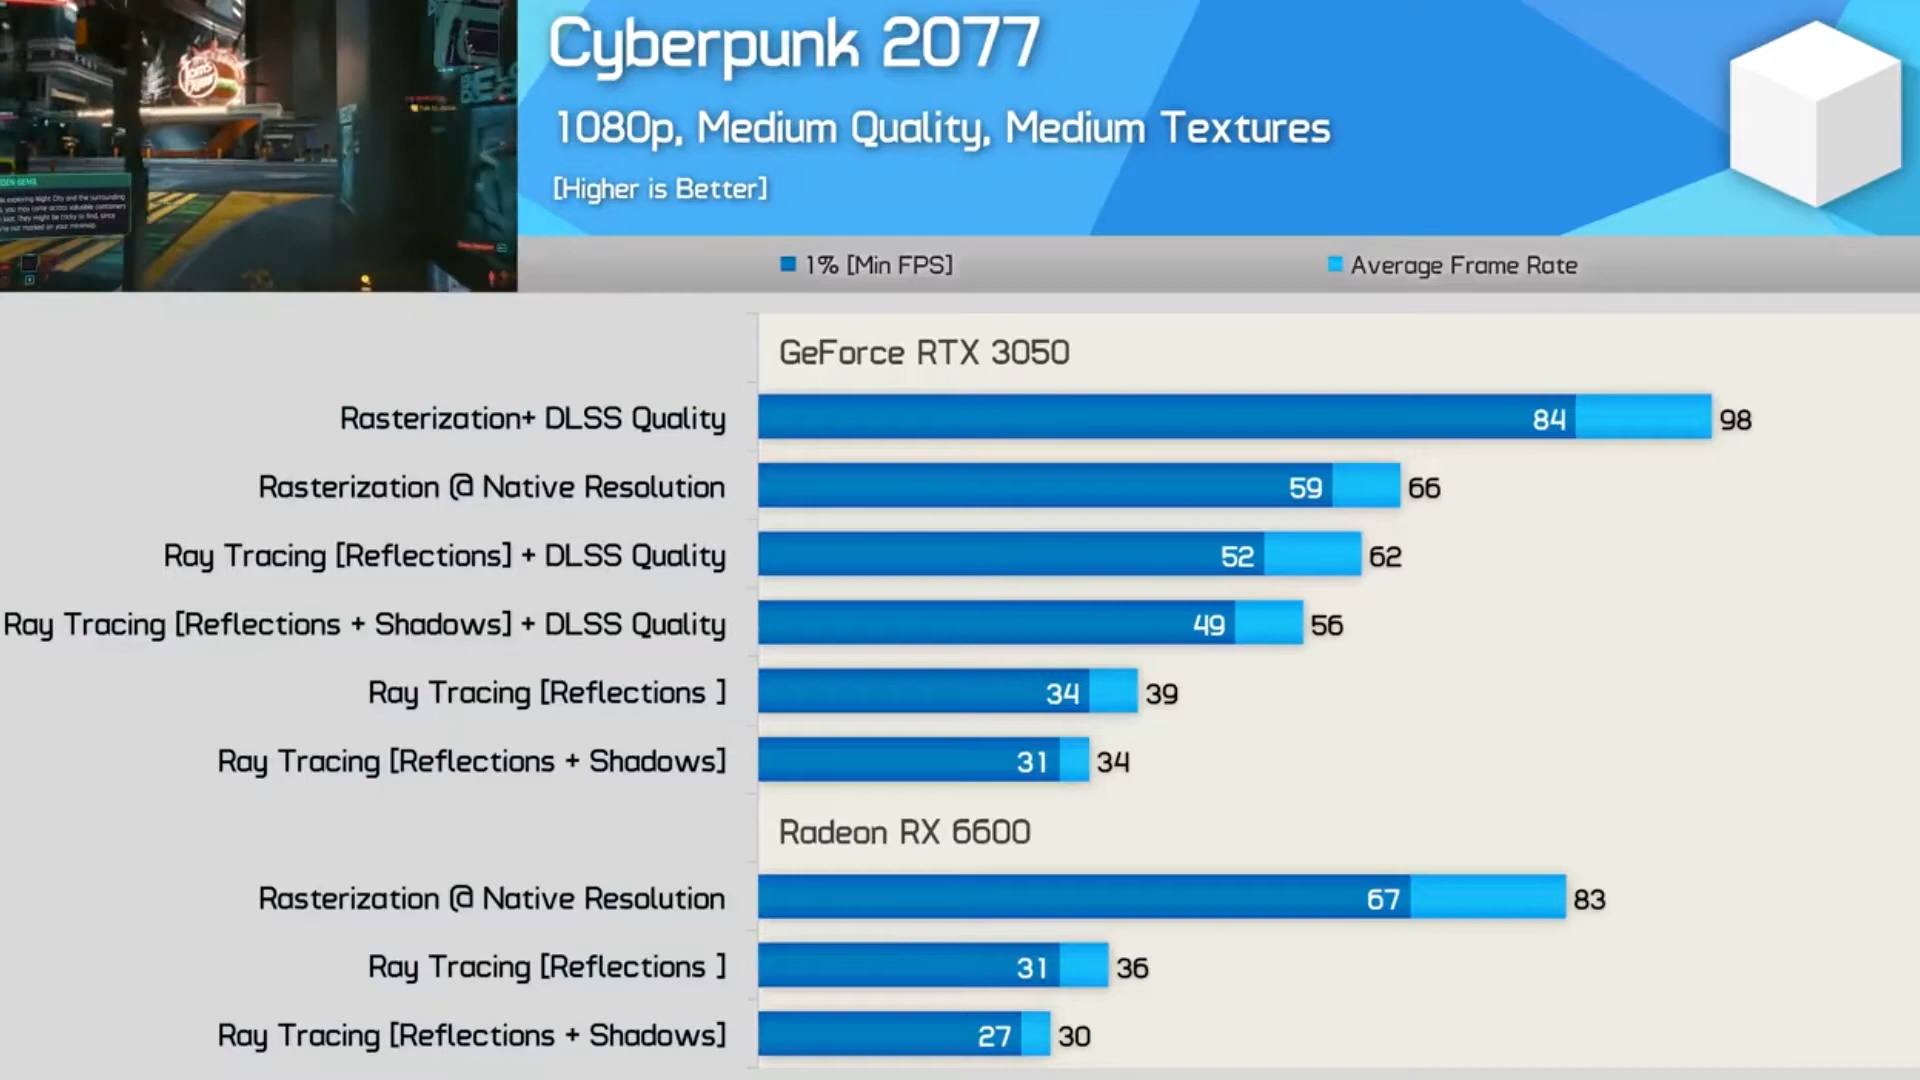 Cyberpunk 2077
1080p, Medium Quality, Medium Textures
[Higher is Better]
1% [Min FPS]
Average Frame Rate
GeForce RTX 3050
Rasterization+ DLSS Quality 84 98
Rasterization @ Native Resolution 59 66
Ray Tracing [Reflections] + DLSS Quality 52 62
Ray Tracing [Reflections + Shadows] + DLSS Quality 49 56
Ray Tracing [Reflections ] 34 39
Ray Tracing [Reflections + Shadows] 31 34
Radeon RX 6600
Rasterization @ Native Resolution 67 83
Ray Tracing [Reflections ] 31 36
Ray Tracing [Reflections + Shadows] 27 30